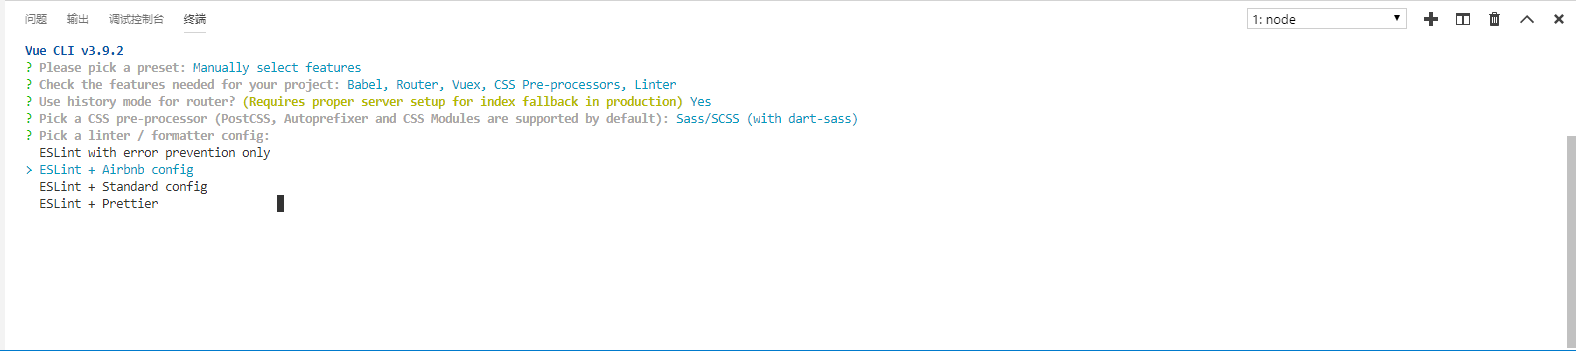 问题 输出 调试控制台 终端 1: node
Vue CLI v3.9.2
? Please pick a preset: Manually select features
? Check the features needed for your project: Babel, Router, Vuex, CSS Pre-processors, Linter
? Use history mode for router? (Requires proper server setup for index fallback in production) Yes
? Pick a CSS pre-processor (PostCSS, Autoprefixer and CSS Modules are supported by default): Sass/SCSS (with dart-sass)
? Pick a linter / formatter config:
ESLint with error prevention only
> ESLint + Airbnb config
ESLint + Standard config
ESLint + Prettier